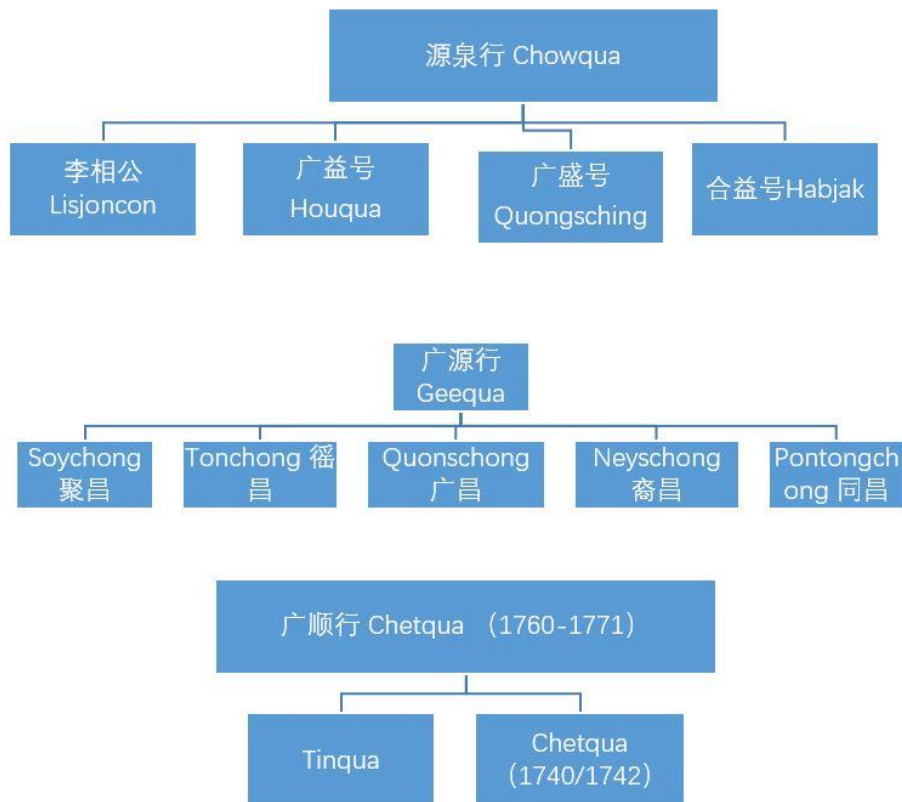 源泉行 Chowqua
李相公
Lisjoncon
广益号
Houqua
广盛号
Quongsching
合益号Habjak
广源行
Geequa
Soychong
聚昌
Tonchong 徭
昌
Quonschong
广昌
Neyschong
裔昌
Pontongch
ong 同昌
广顺行 Chetqua （1760-1771）
Tinqua
Chetqua
（1740/1742）